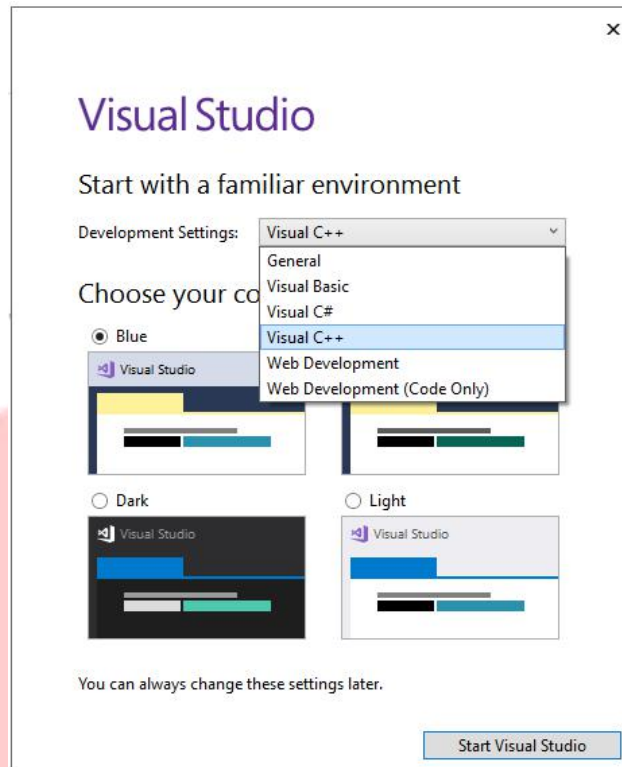 Visual Studio
Start with a familiar environment
Development Settings: Visual C++
General
Visual Basic
Visual C#
Visual C++
Web Development
Web Development (Code Only)
Choose your co
Blue
Visual Studio
Dark
Light
Visual Studio
Visual Studio
You can always change these settings later.
Start Visual Studio